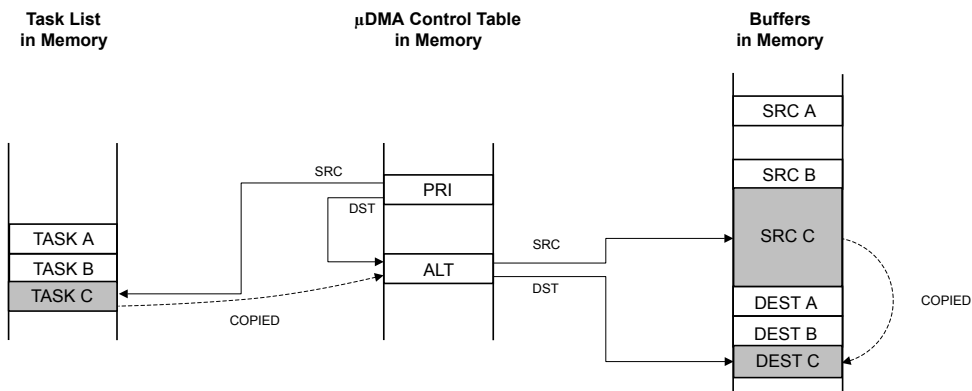 Task List
in Memory
µDMA Control Table
in Memory
Buffers
in Memory
SRC A
SRC B
SRC C
DEST A
DEST B
DEST C
SRC
PRI
DST
ALT
SRC
DST
TASK A
TASK B
TASK C
COPIED
COPIED